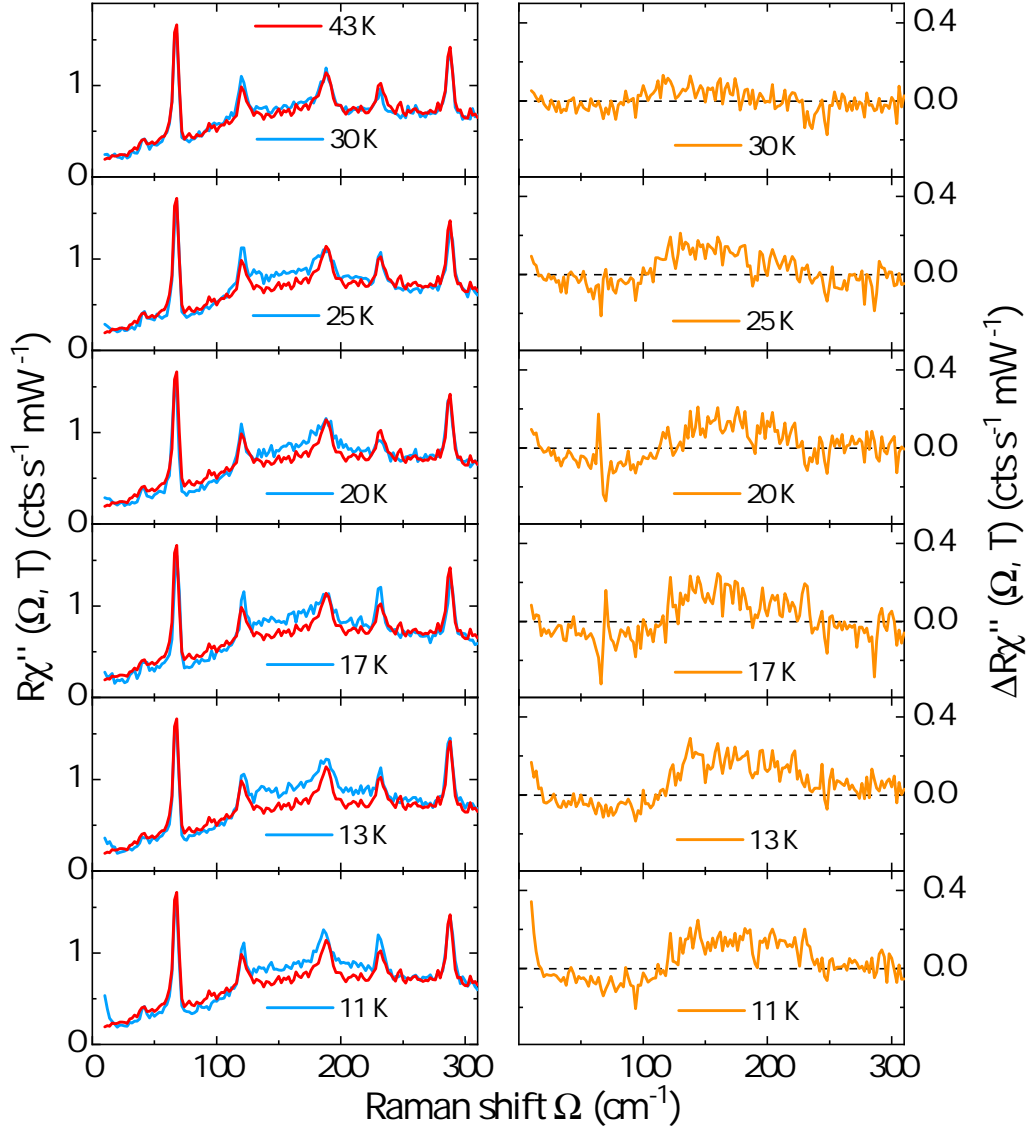 43 K
30 K
1
0
25 K
1
0
20 K
1
0
17 K
1
0
13 K
1
0
11 K
1
0
0 100 200 300
Rχ'' (Ω, T) (cts s⁻¹ mW⁻¹)
0.4
0.0
30 K
0.4
0.0
25 K
0.4
0.0
20 K
0.4
0.0
17 K
0.4
0.0
13 K
0.4
0.0
11 K
0 100 200 300
ΔRχ'' (Ω, T) (cts s⁻¹ mW⁻¹)
Raman shift Ω (cm⁻¹)